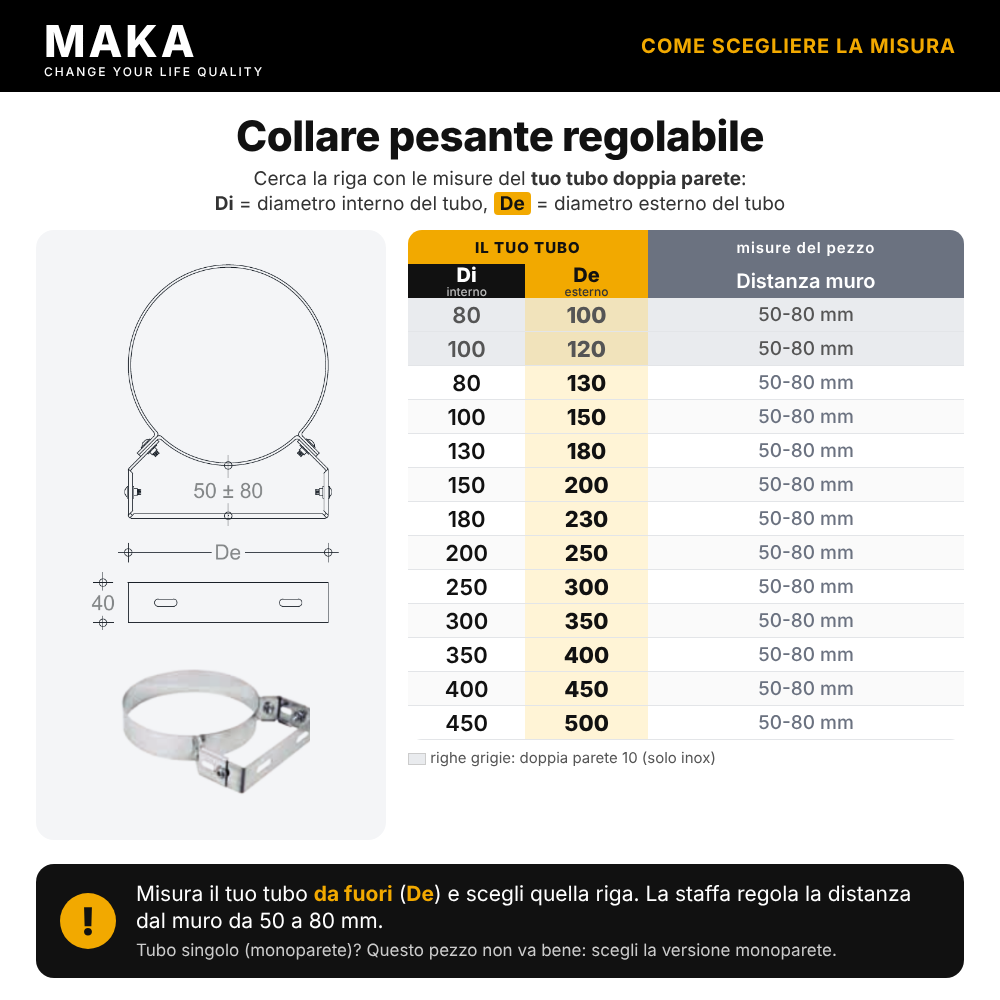 MAKA
CHANGE YOUR LIFE QUALITY
COME SCEGLIERE LA MISURA
Collare pesante regolabile
Cerca la riga con le misure del tuo tubo doppia parete:
Di = diametro interno del tubo, De = diametro esterno del tubo
50 ± 80
De
40
IL TUO TUBO misure del pezzo
Di De Distanza muro
interno esterno
80 100 50-80 mm
100 120 50-80 mm
80 130 50-80 mm
100 150 50-80 mm
130 180 50-80 mm
150 200 50-80 mm
180 230 50-80 mm
200 250 50-80 mm
250 300 50-80 mm
300 350 50-80 mm
350 400 50-80 mm
400 450 50-80 mm
450 500 50-80 mm
righe grigie: doppia parete 10 (solo inox)
!
Misura il tuo tubo da fuori (De) e scegli quella riga. La staffa regola la distanza
dal muro da 50 a 80 mm.
Tubo singolo (monoparete)? Questo pezzo non va bene: scegli la versione monoparete.